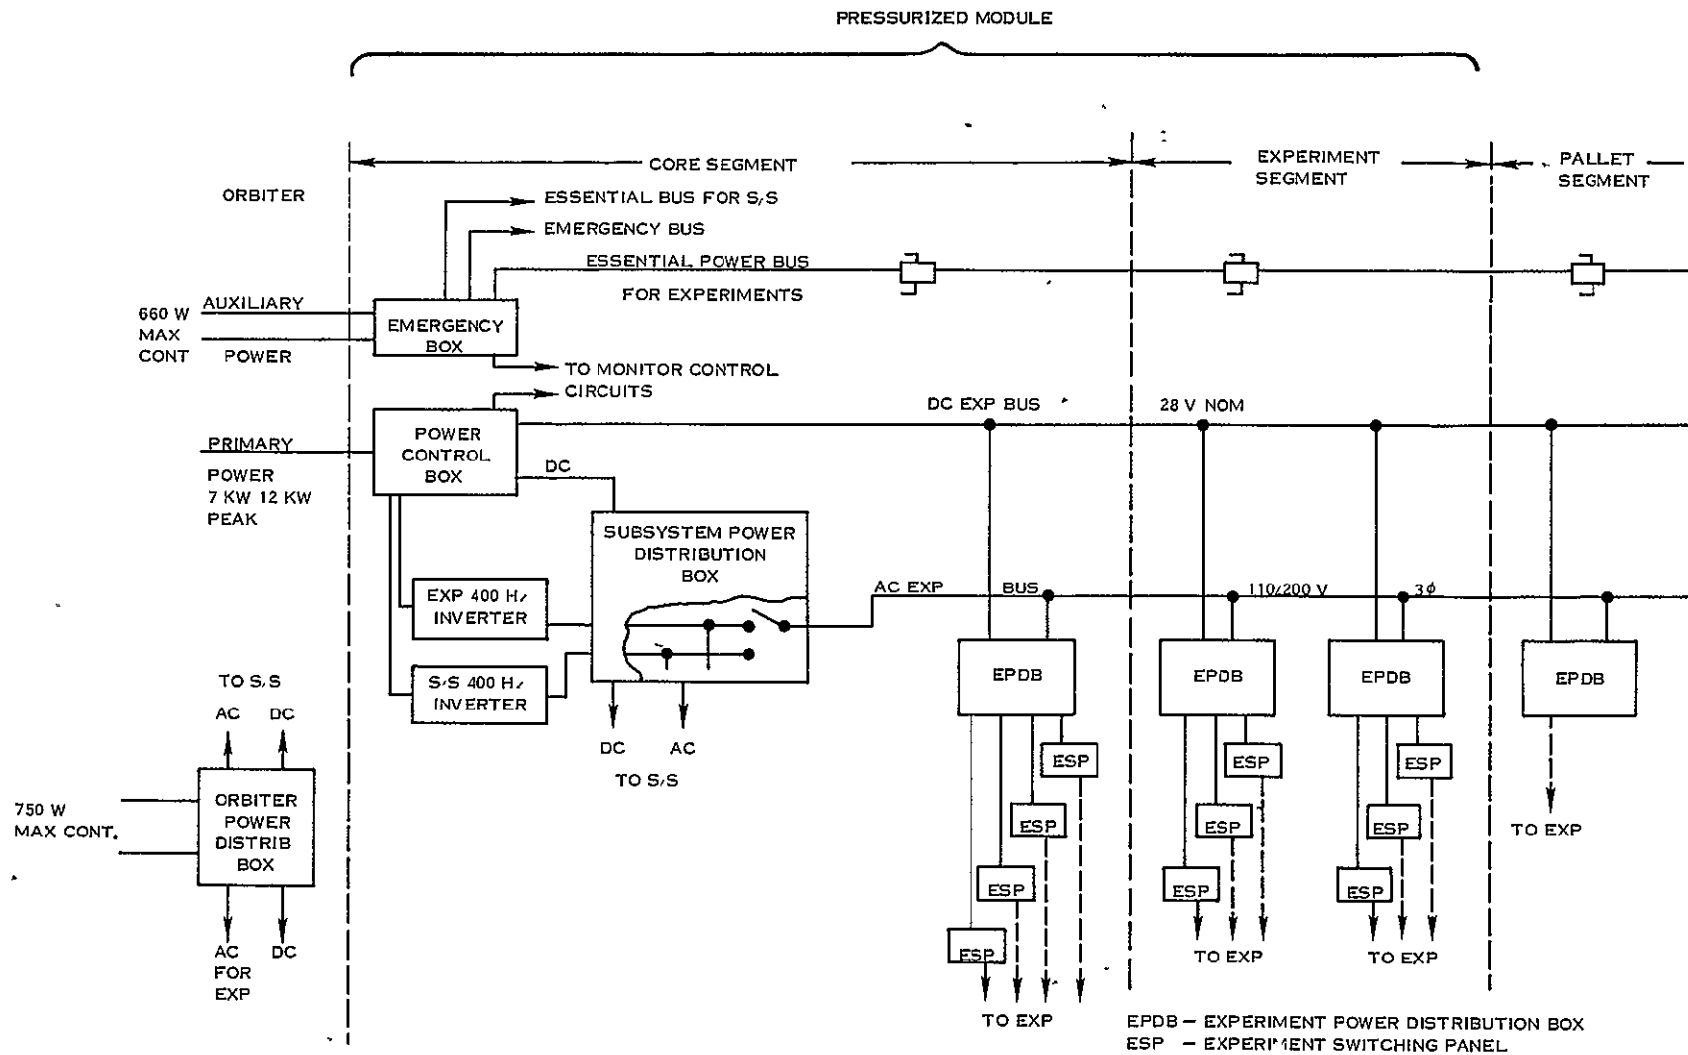 PRESSURIZED MODULE
CORE SEGMENT
EXPERIMENT
SEGMENT
PALLET
SEGMENT
ORBITER
ESSENTIAL BUS FOR S/S
EMERGENCY BUS
ESSENTIAL POWER BUS
FOR EXPERIMENTS
660 W
MAX
CONT
AUXILIARY
POWER
EMERGENCY
BOX
TO MONITOR CONTROL
CIRCUITS
DC EXP BUS
28 V NOM
PRIMARY
POWER
7 KW 12 KW
PEAK
POWER
CONTROL
BOX
DC
SUBSYSTEM POWER
DISTRIBUTION
BOX
EXP 400 Hz
INVERTER
S/S 400 Hz
INVERTER
AC EXP
BUS
110/200 V
3φ
EPDB
EPDB
EPDB
EPDB
DC
AC
TO S/S
TO S/S
AC
DC
750 W
MAX CONT.
ORBITER
POWER
DISTRIB
BOX
AC
FOR
EXP
DC
ESP
ESP
ESP
ESP
TO EXP
ESP
ESP
ESP
TO EXP
ESP
ESP
ESP
TO EXP
TO EXP
EPDB – EXPERIMENT POWER DISTRIBUTION BOX
ESP – EXPERIMENT SWITCHING PANEL